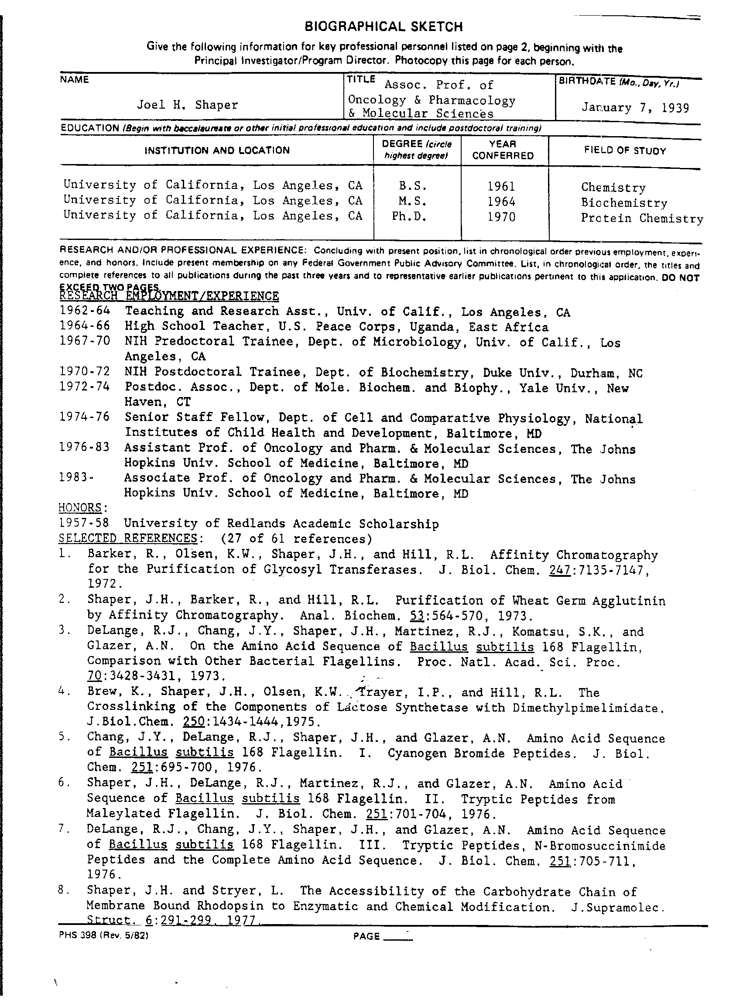 BIOGRAPHICAL SKETCH
Give the following information for key professional personnel listed on page 2, beginning with the
Principal Investigator/Program Director. Photocopy this page for each person.
NAME
Joel H. Shaper
TITLE Assoc. Prof. of
Oncology & Pharmacology
& Molecular Sciences
BIRTHDATE (Mo., Day, Yr.)
January 7, 1939
EDUCATION (Begin with baccalaureate or other initial professional education and include postdoctoral training)
INSTITUTION AND LOCATION
DEGREE (circle
highest degree)
YEAR
CONFERRED
FIELD OF STUDY
University of California, Los Angeles, CA B.S. 1961 Chemistry
University of California, Los Angeles, CA M.S. 1964 Biochemistry
University of California, Los Angeles, CA Ph.D. 1970 Protein Chemistry
RESEARCH AND/OR PROFESSIONAL EXPERIENCE: Concluding with present position, list in chronological order previous employment, experi-
ence, and honors. Include present membership on any Federal Government Public Advisory Committee. List, in chronological order, the titles and
complete references to all publications during the past three years and to representative earlier publications pertinent to this application. DO NOT
EXCEED TWO PAGES.
RESEARCH EMPLOYMENT/EXPERIENCE
1962-64 Teaching and Research Asst., Univ. of Calif., Los Angeles, CA
1964-66 High School Teacher, U.S. Peace Corps, Uganda, East Africa
1967-70 NIH Predoctoral Trainee, Dept. of Microbiology, Univ. of Calif., Los
Angeles, CA
1970-72 NIH Postdoctoral Trainee, Dept. of Biochemistry, Duke Univ., Durham, NC
1972-74 Postdoc. Assoc., Dept. of Mole. Biochem. and Biophy., Yale Univ., New
Haven, CT
1974-76 Senior Staff Fellow, Dept. of Cell and Comparative Physiology, National
Institutes of Child Health and Development, Baltimore, MD
1976-83 Assistant Prof. of Oncology and Pharm. & Molecular Sciences, The Johns
Hopkins Univ. School of Medicine, Baltimore, MD
1983- Associate Prof. of Oncology and Pharm. & Molecular Sciences, The Johns
Hopkins Univ. School of Medicine, Baltimore, MD
HONORS:
1957-58 University of Redlands Academic Scholarship
SELECTED REFERENCES: (27 of 61 references)
1. Barker, R., Olsen, K.W., Shaper, J.H., and Hill, R.L. Affinity Chromatography
for the Purification of Glycosyl Transferases. J. Biol. Chem. 247:7135-7147,
1972.
2. Shaper, J.H., Barker, R., and Hill, R.L. Purification of Wheat Germ Agglutinin
by Affinity Chromatography. Anal. Biochem. 53:564-570, 1973.
3. DeLange, R.J., Chang, J.Y., Shaper, J.H., Martinez, R.J., Komatsu, S.K., and
Glazer, A.N. On the Amino Acid Sequence of Bacillus subtilis 168 Flagellin,
Comparison with Other Bacterial Flagellins. Proc. Natl. Acad. Sci. Proc.
70:3428-3431, 1973.
4. Brew, K., Shaper, J.H., Olsen, K.W., Trayer, I.P., and Hill, R.L. The
Crosslinking of the Components of Lactose Synthetase with Dimethylpimelimidate.
J.Biol.Chem. 250:1434-1444,1975.
5. Chang, J.Y., DeLange, R.J., Shaper, J.H., and Glazer, A.N. Amino Acid Sequence
of Bacillus subtilis 168 Flagellin. I. Cyanogen Bromide Peptides. J. Biol.
Chem. 251:695-700, 1976.
6. Shaper, J.H., DeLange, R.J., Martinez, R.J., and Glazer, A.N. Amino Acid
Sequence of Bacillus subtilis 168 Flagellin. II. Tryptic Peptides from
Maleylated Flagellin. J. Biol. Chem. 251:701-704, 1976.
7. DeLange, R.J., Chang, J.Y., Shaper, J.H., and Glazer, A.N. Amino Acid Sequence
of Bacillus subtilis 168 Flagellin. III. Tryptic Peptides, N-Bromosuccinimide
Peptides and the Complete Amino Acid Sequence. J. Biol. Chem. 251:705-711,
1976.
8. Shaper, J.H. and Stryer, L. The Accessibility of the Carbohydrate Chain of
Membrane Bound Rhodopsin to Enzymatic and Chemical Modification. J.Supramolec.
Struct. 6:291-299, 1977.
PHS 398 (Rev. 5/82) PAGE